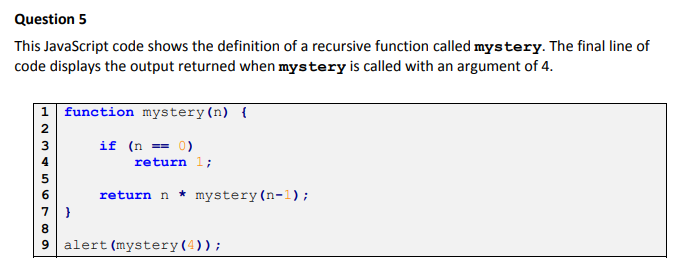 Question 5
This JavaScript code shows the definition of a recursive function called mystery. The final line of
code displays the output returned when mystery is called with an argument of 4.
1 function mystery(n) {
2
3 if (n == 0)
4 return 1;
5
6 return n * mystery(n-1);
7 }
8
9 alert(mystery(4));